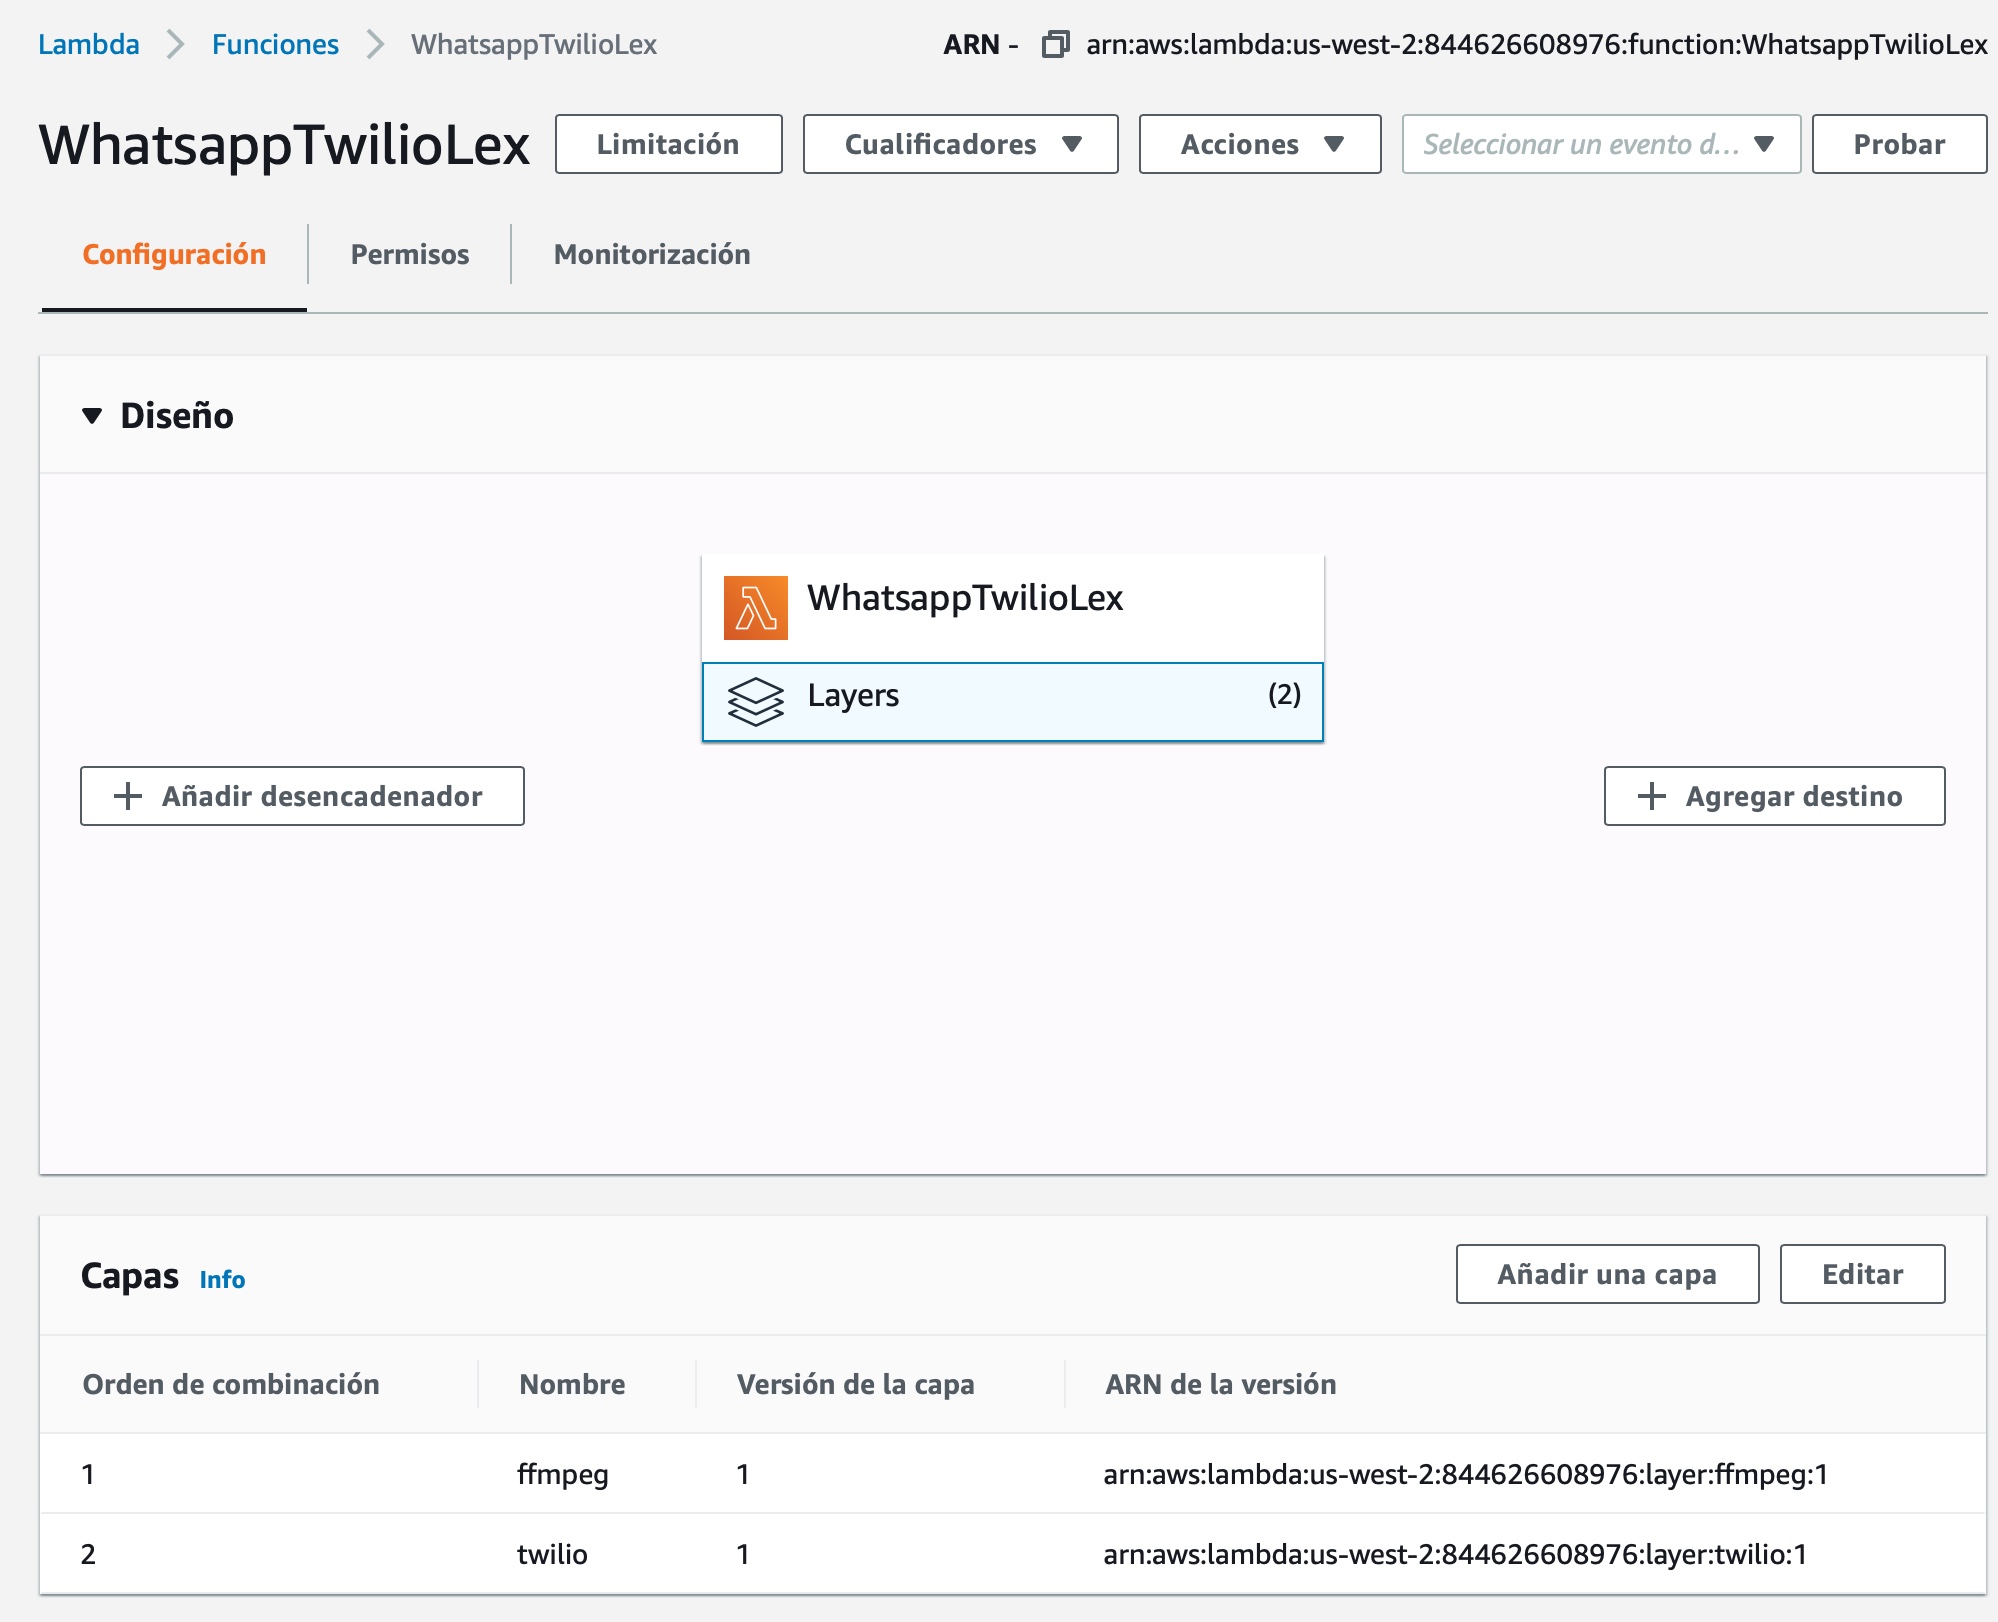 Lambda > Funciones > WhatsappTwilioLex ARN - arn:aws:lambda:us-west-2:844626608976:function:WhatsappTwilioLex
WhatsappTwilioLex Limitación Cualificadores Acciones Seleccionar un evento d... Probar
Configuración Permisos Monitorización
Diseño
WhatsappTwilioLex
Layers (2)
+ Añadir desencadenador + Agregar destino
Capas Info Añadir una capa Editar
Orden de combinación Nombre Versión de la capa ARN de la versión
1 ffmpeg 1 arn:aws:lambda:us-west-2:844626608976:layer:ffmpeg:1
2 twilio 1 arn:aws:lambda:us-west-2:844626608976:layer:twilio:1